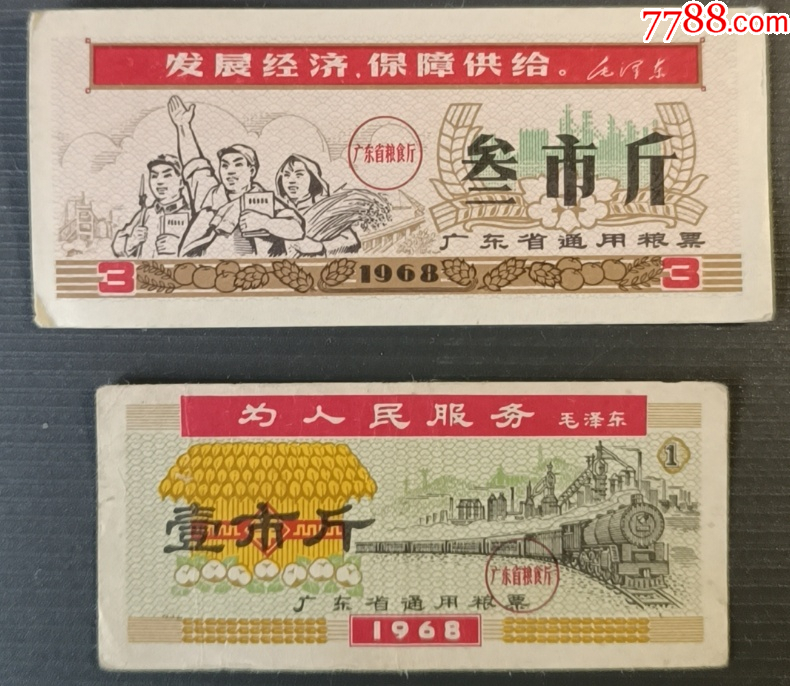 7788.com
发展经济、保障供给。毛泽东
广东省粮食厅
叁市斤
广东省通用粮票
3 1968 3
为人民服务 毛泽东
1
壹市斤
广东省粮食厅
广东省通用粮票
1968